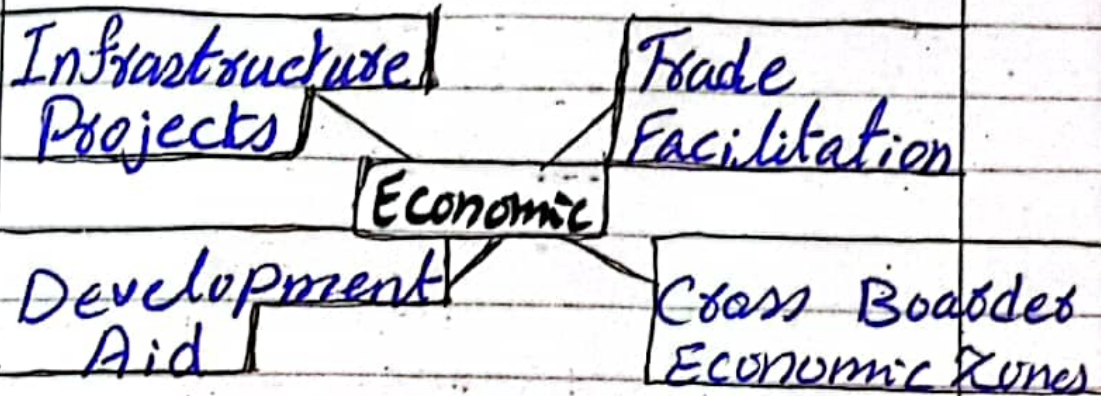 Infrastructure
Projects
Trade
Facilitation
Economic
Development
Aid
Cross Boarder
Economic Zones